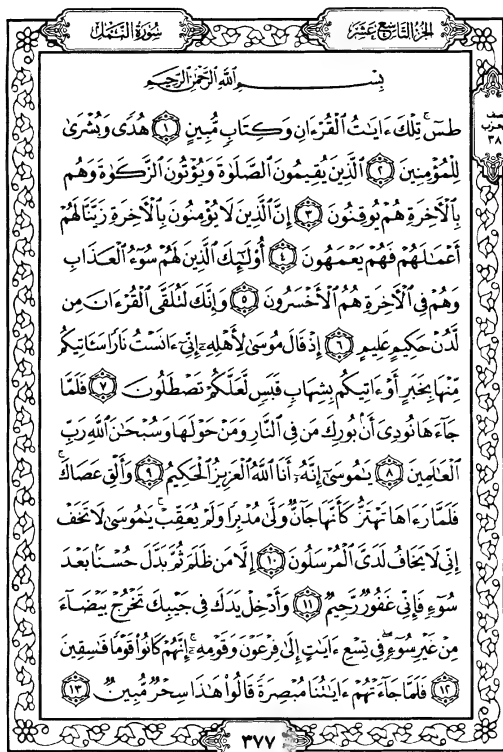 الجزء التاسع عشر
سورة النمل
بِسْمِ اللَّهِ الرَّحْمَٰنِ الرَّحِيمِ
طسٓ ۚ تِلْكَ ءَايَٰتُ ٱلْقُرْءَانِ وَكِتَابٍ مُّبِينٍ ١ هُدًى وَبُشْرَىٰ
لِلْمُؤْمِنِينَ ٢ ٱلَّذِينَ يُقِيمُونَ ٱلصَّلَوٰةَ وَيُؤْتُونَ ٱلزَّكَوٰةَ وَهُم
بِٱلْأَخِرَةِ هُمْ يُوقِنُونَ ٣ إِنَّ ٱلَّذِينَ لَا يُؤْمِنُونَ بِٱلْأَخِرَةِ زَيَّنَّا لَهُمْ
أَعْمَٰلَهُمْ فَهُمْ يَعْمَهُونَ ٤ أُو۟لَٰٓئِكَ ٱلَّذِينَ لَهُمْ سُوٓءُ ٱلْعَذَابِ
وَهُمْ فِى ٱلْأَخِرَةِ هُمُ ٱلْأَخْسَرُونَ ٥ وَإِنَّكَ لَتُلَقَّى ٱلْقُرْءَانَ مِن
لَّدُنْ حَكِيمٍ عَلِيمٍ ٦ إِذْ قَالَ مُوسَىٰ لِأَهْلِهِۦٓ إِنِّىٓ ءَانَسْتُ نَارًا سَـَٔاتِيكُم
مِّنْهَا بِخَبَرٍ أَوْ ءَاتِيكُم بِشِهَابٍ قَبَسٍ لَّعَلَّكُمْ تَصْطَلُونَ ٧ فَلَمَّا
جَآءَهَا نُودِىَ أَنۢ بُورِكَ مَن فِى ٱلنَّارِ وَمَنْ حَوْلَهَا وَسُبْحَٰنَ ٱللَّهِ رَبِّ
ٱلْعَٰلَمِينَ ٨ يَٰمُوسَىٰٓ إِنَّهُۥٓ أَنَا ٱللَّهُ ٱلْعَزِيزُ ٱلْحَكِيمُ ٩ وَأَلْقِ عَصَاكَ ۚ
فَلَمَّا رَءَاهَا تَهْتَزُّ كَأَنَّهَا جَآنٌّ وَلَّىٰ مُدْبِرًا وَلَمْ يُعَقِّبْ ۚ يَٰمُوسَىٰ لَا تَخَفْ
إِنِّى لَا يَخَافُ لَدَىَّ ٱلْمُرْسَلُونَ ١٠ إِلَّا مَن ظَلَمَ ثُمَّ بَدَّلَ حُسْنًۢا بَعْدَ
سُوٓءٍ فَإِنِّى غَفُورٌ رَّحِيمٌ ١١ وَأَدْخِلْ يَدَكَ فِى جَيْبِكَ تَخْرُجْ بَيْضَآءَ
مِنْ غَيْرِ سُوٓءٍ ۖ فِى تِسْعِ ءَايَٰتٍ إِلَىٰ فِرْعَوْنَ وَقَوْمِهِۦٓ ۚ إِنَّهُمْ كَانُوا۟ قَوْمًا فَٰسِقِينَ
١٢ فَلَمَّا جَآءَتْهُمْ ءَايَٰتُنَا مُبْصِرَةً قَالُوا۟ هَٰذَا سِحْرٌ مُّبِينٌ ١٣
٣٧٧
٣٨